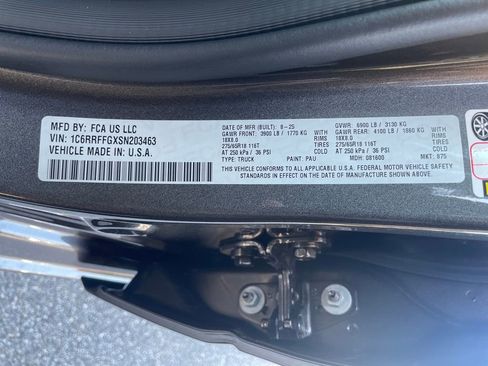 MFD BY: FCA US LLC
VIN: 1C6RRFFGXSN203463
VEHICLE MADE IN U.S.A.
DATE OF MFR (BUILT): 8-25
GAWR FRONT: 3900 LB / 1770 KG WITH
18X8.0 RIMS
275/65R18 116T TIRES
AT 250 kPa / 36 PSI COLD
TYPE: TRUCK PAINT: PAU
GVWR: 6900 LB / 3130 KG
GAWR REAR: 4100 LB / 1860 KG WITH
18X8.0 RIMS
275/65R18 116T TIRES
AT 250 kPa / 36 PSI COLD
MDH: 081600 MKT: 875
THIS VEHICLE CONFORMS TO ALL APPLICABLE U.S.A. FEDERAL MOTOR VEHICLE SAFETY
STANDARDS IN EFFECT ON THE DATE OF MANUFACTURE SHOWN ABOVE